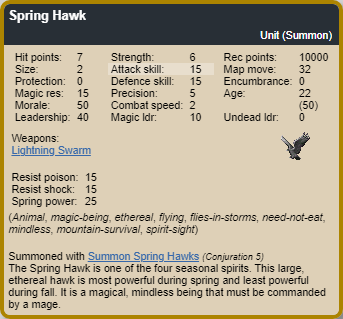 Spring Hawk
Unit (Summon)
Hit points: 7 Strength: 6 Rec points: 10000
Size: 2 Attack skill: 15 Map move: 32
Protection: 0 Defence skill: 15 Encumbrance: 0
Magic res: 15 Precision: 5 Age: 22
Morale: 50 Combat speed: 2 (50)
Leadership: 40 Magic ldr: 10 Undead ldr: 0
Weapons:
Lightning Swarm
Resist poison: 15
Resist shock: 15
Spring power: 25
(Animal, magic-being, ethereal, flying, flies-in-storms, need-not-eat,
mindless, mountain-survival, spirit-sight)
Summoned with Summon Spring Hawks (Conjuration 5)
The Spring Hawk is one of the four seasonal spirits. This large,
ethereal hawk is most powerful during spring and least powerful
during fall. It is a magical, mindless being that must be commanded
by a mage.